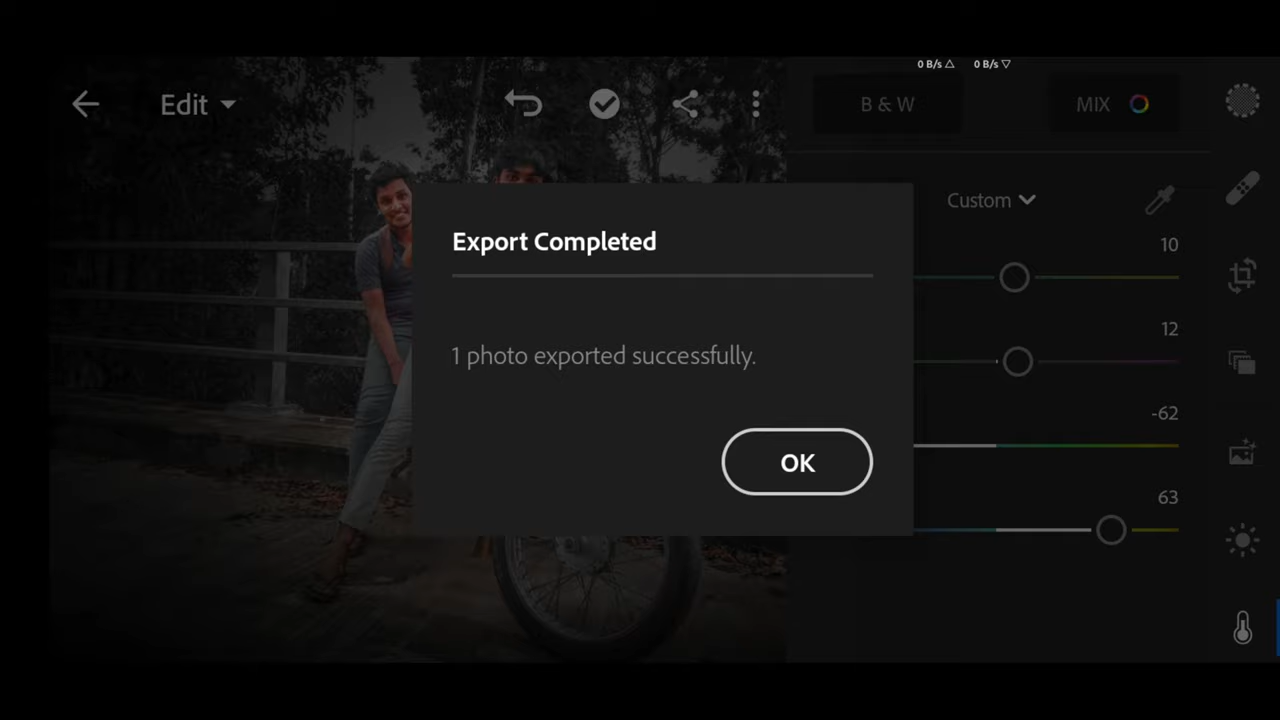 0 B/s △ 0 B/s ▽
Edit
B & W
MIX
Custom
10
Export Completed
12
1 photo exported successfully.
-62
OK
63